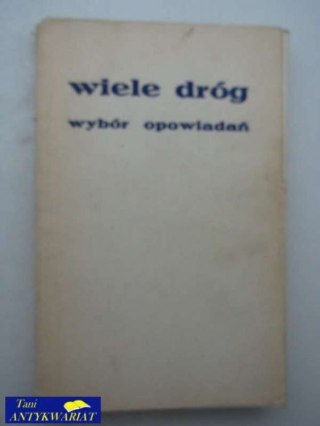 wiele dróg
wybór opowiadań
Tani
ANTYKWARIAT